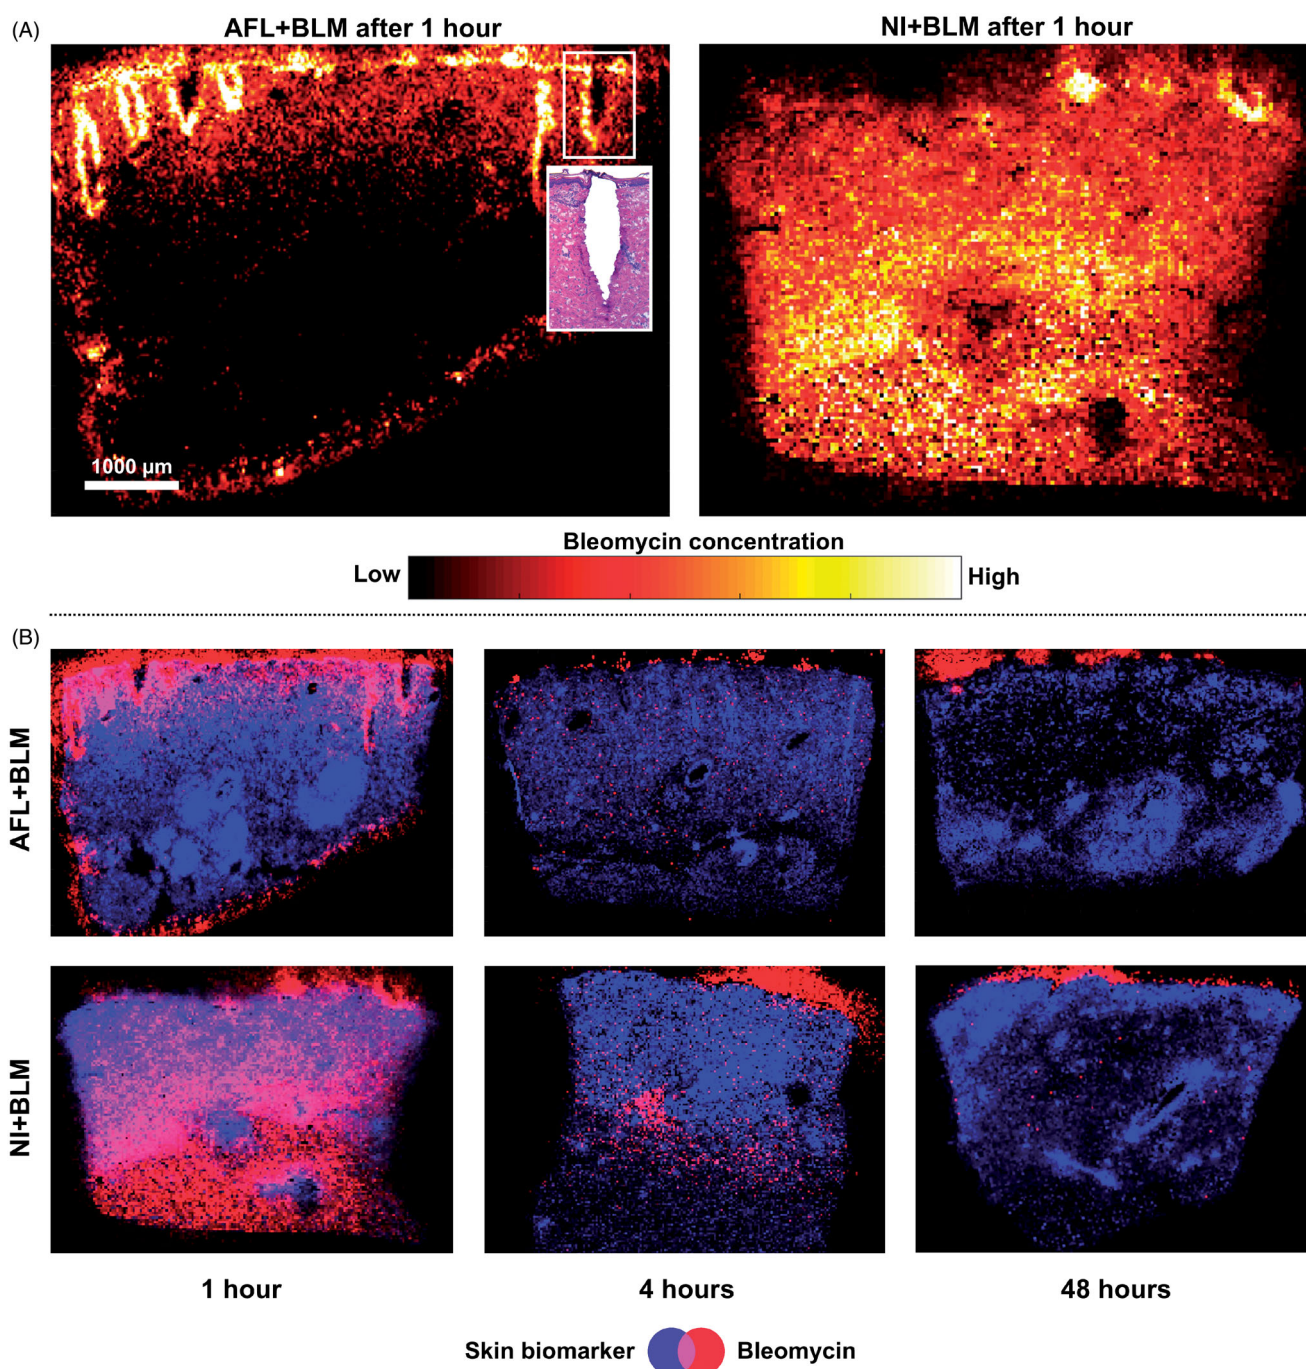 (A)
AFL+BLM after 1 hour
NI+BLM after 1 hour
1000 µm
Bleomycin concentration
Low
High
(B)
AFL+BLM
NI+BLM
1 hour
4 hours
48 hours
Skin biomarker
Bleomycin